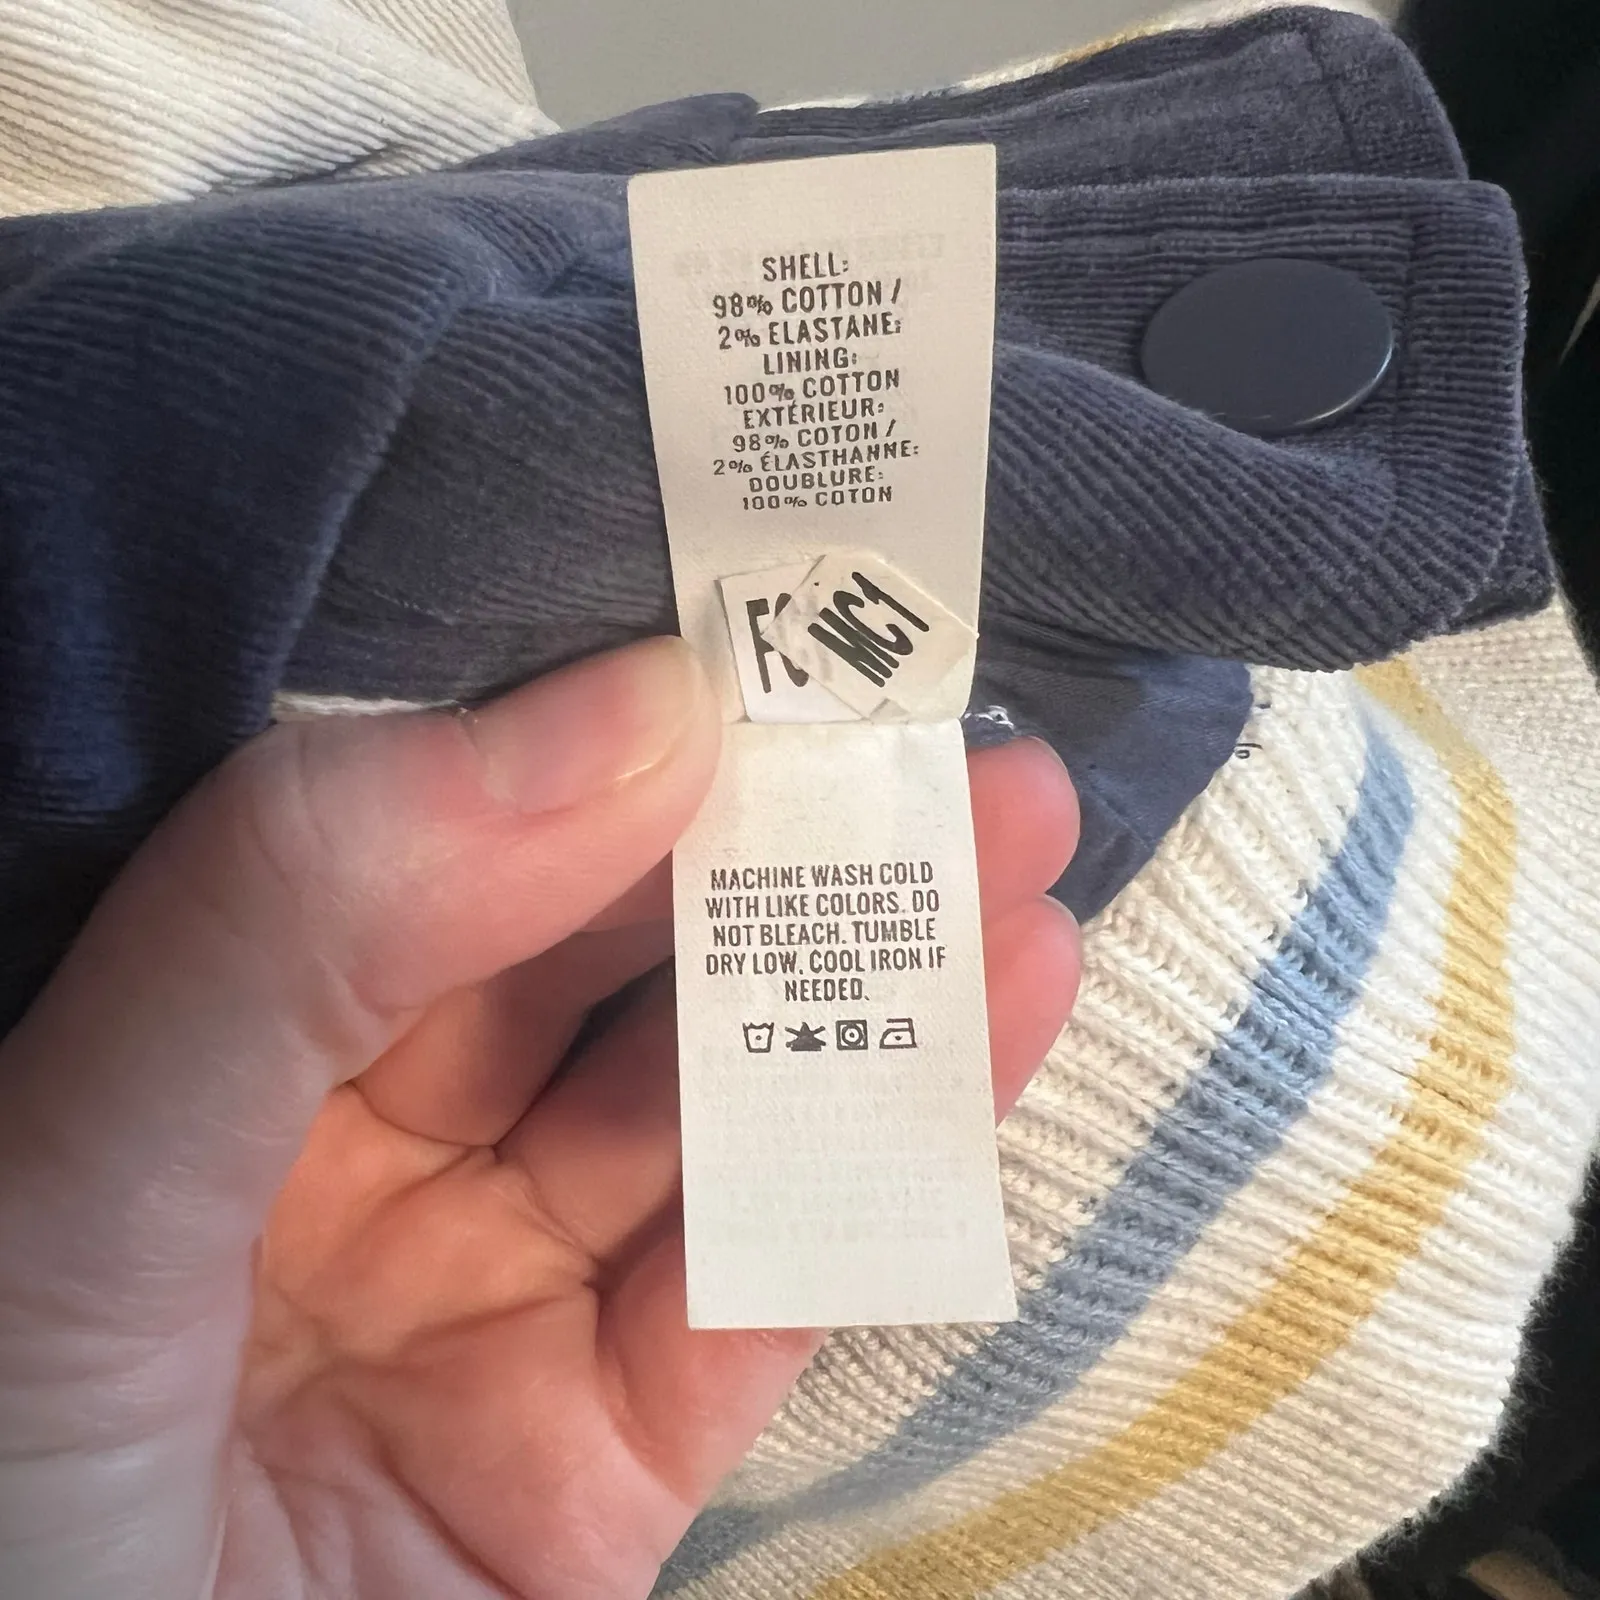 SHELL:
98% COTTON /
2% ELASTANE:
LINING:
100% COTTON
EXTÉRIEUR:
98% COTON /
2% ÉLASTHANNE:
DOUBLURE:
100% COTON
MC1
MACHINE WASH COLD
WITH LIKE COLORS. DO
NOT BLEACH. TUMBLE
DRY LOW. COOL IRON IF
NEEDED.